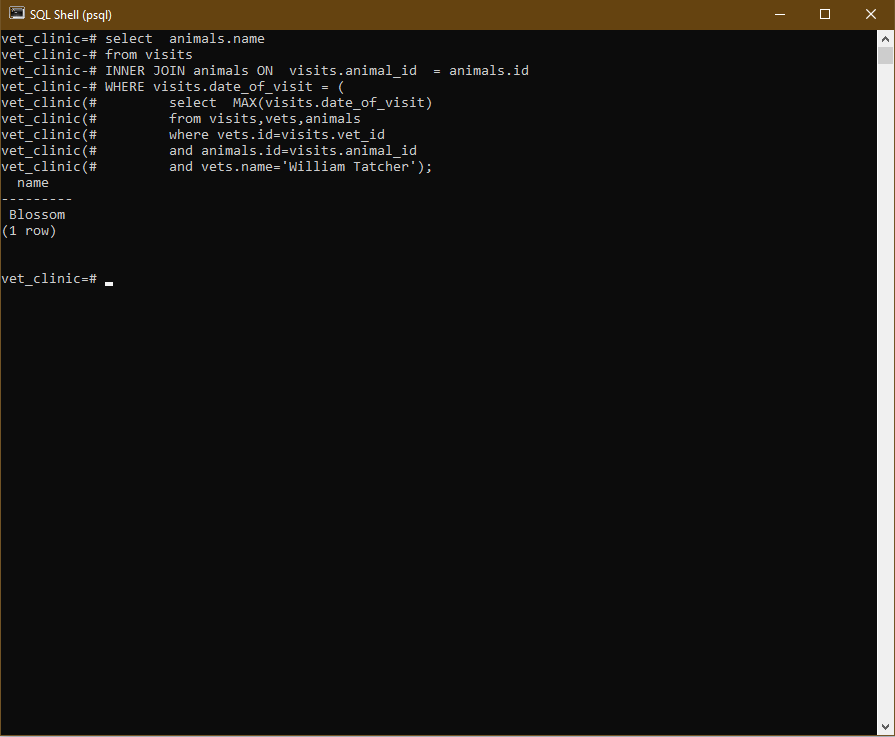 SQL Shell (psql)
vet_clinic=# select  animals.name
vet_clinic-# from visits
vet_clinic-# INNER JOIN animals ON  visits.animal_id  = animals.id
vet_clinic-# WHERE visits.date_of_visit = (
vet_clinic(#         select  MAX(visits.date_of_visit)
vet_clinic(#         from visits,vets,animals
vet_clinic(#         where vets.id=visits.vet_id
vet_clinic(#         and animals.id=visits.animal_id
vet_clinic(#         and vets.name='William Tatcher');
  name
---------
 Blossom
(1 row)
vet_clinic=#